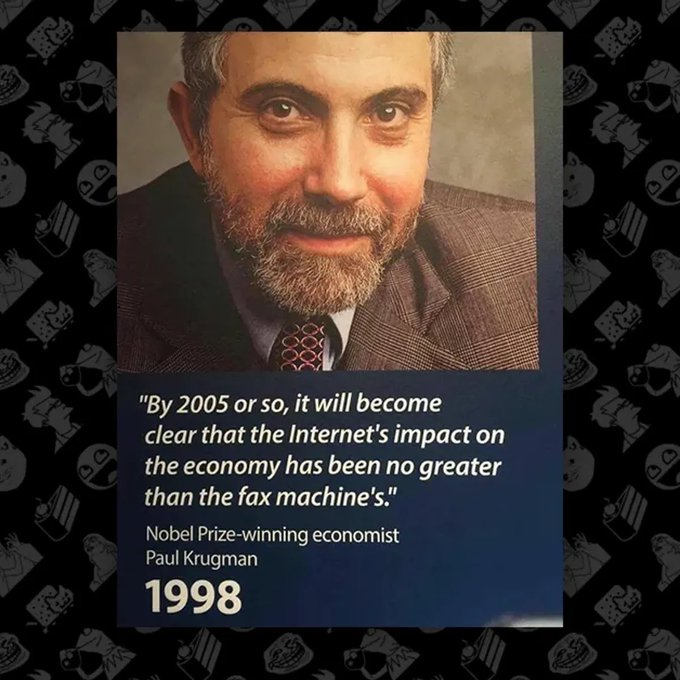 "By 2005 or so, it will become
clear that the Internet's impact on
the economy has been no greater
than the fax machine's."
Nobel Prize-winning economist
Paul Krugman
1998